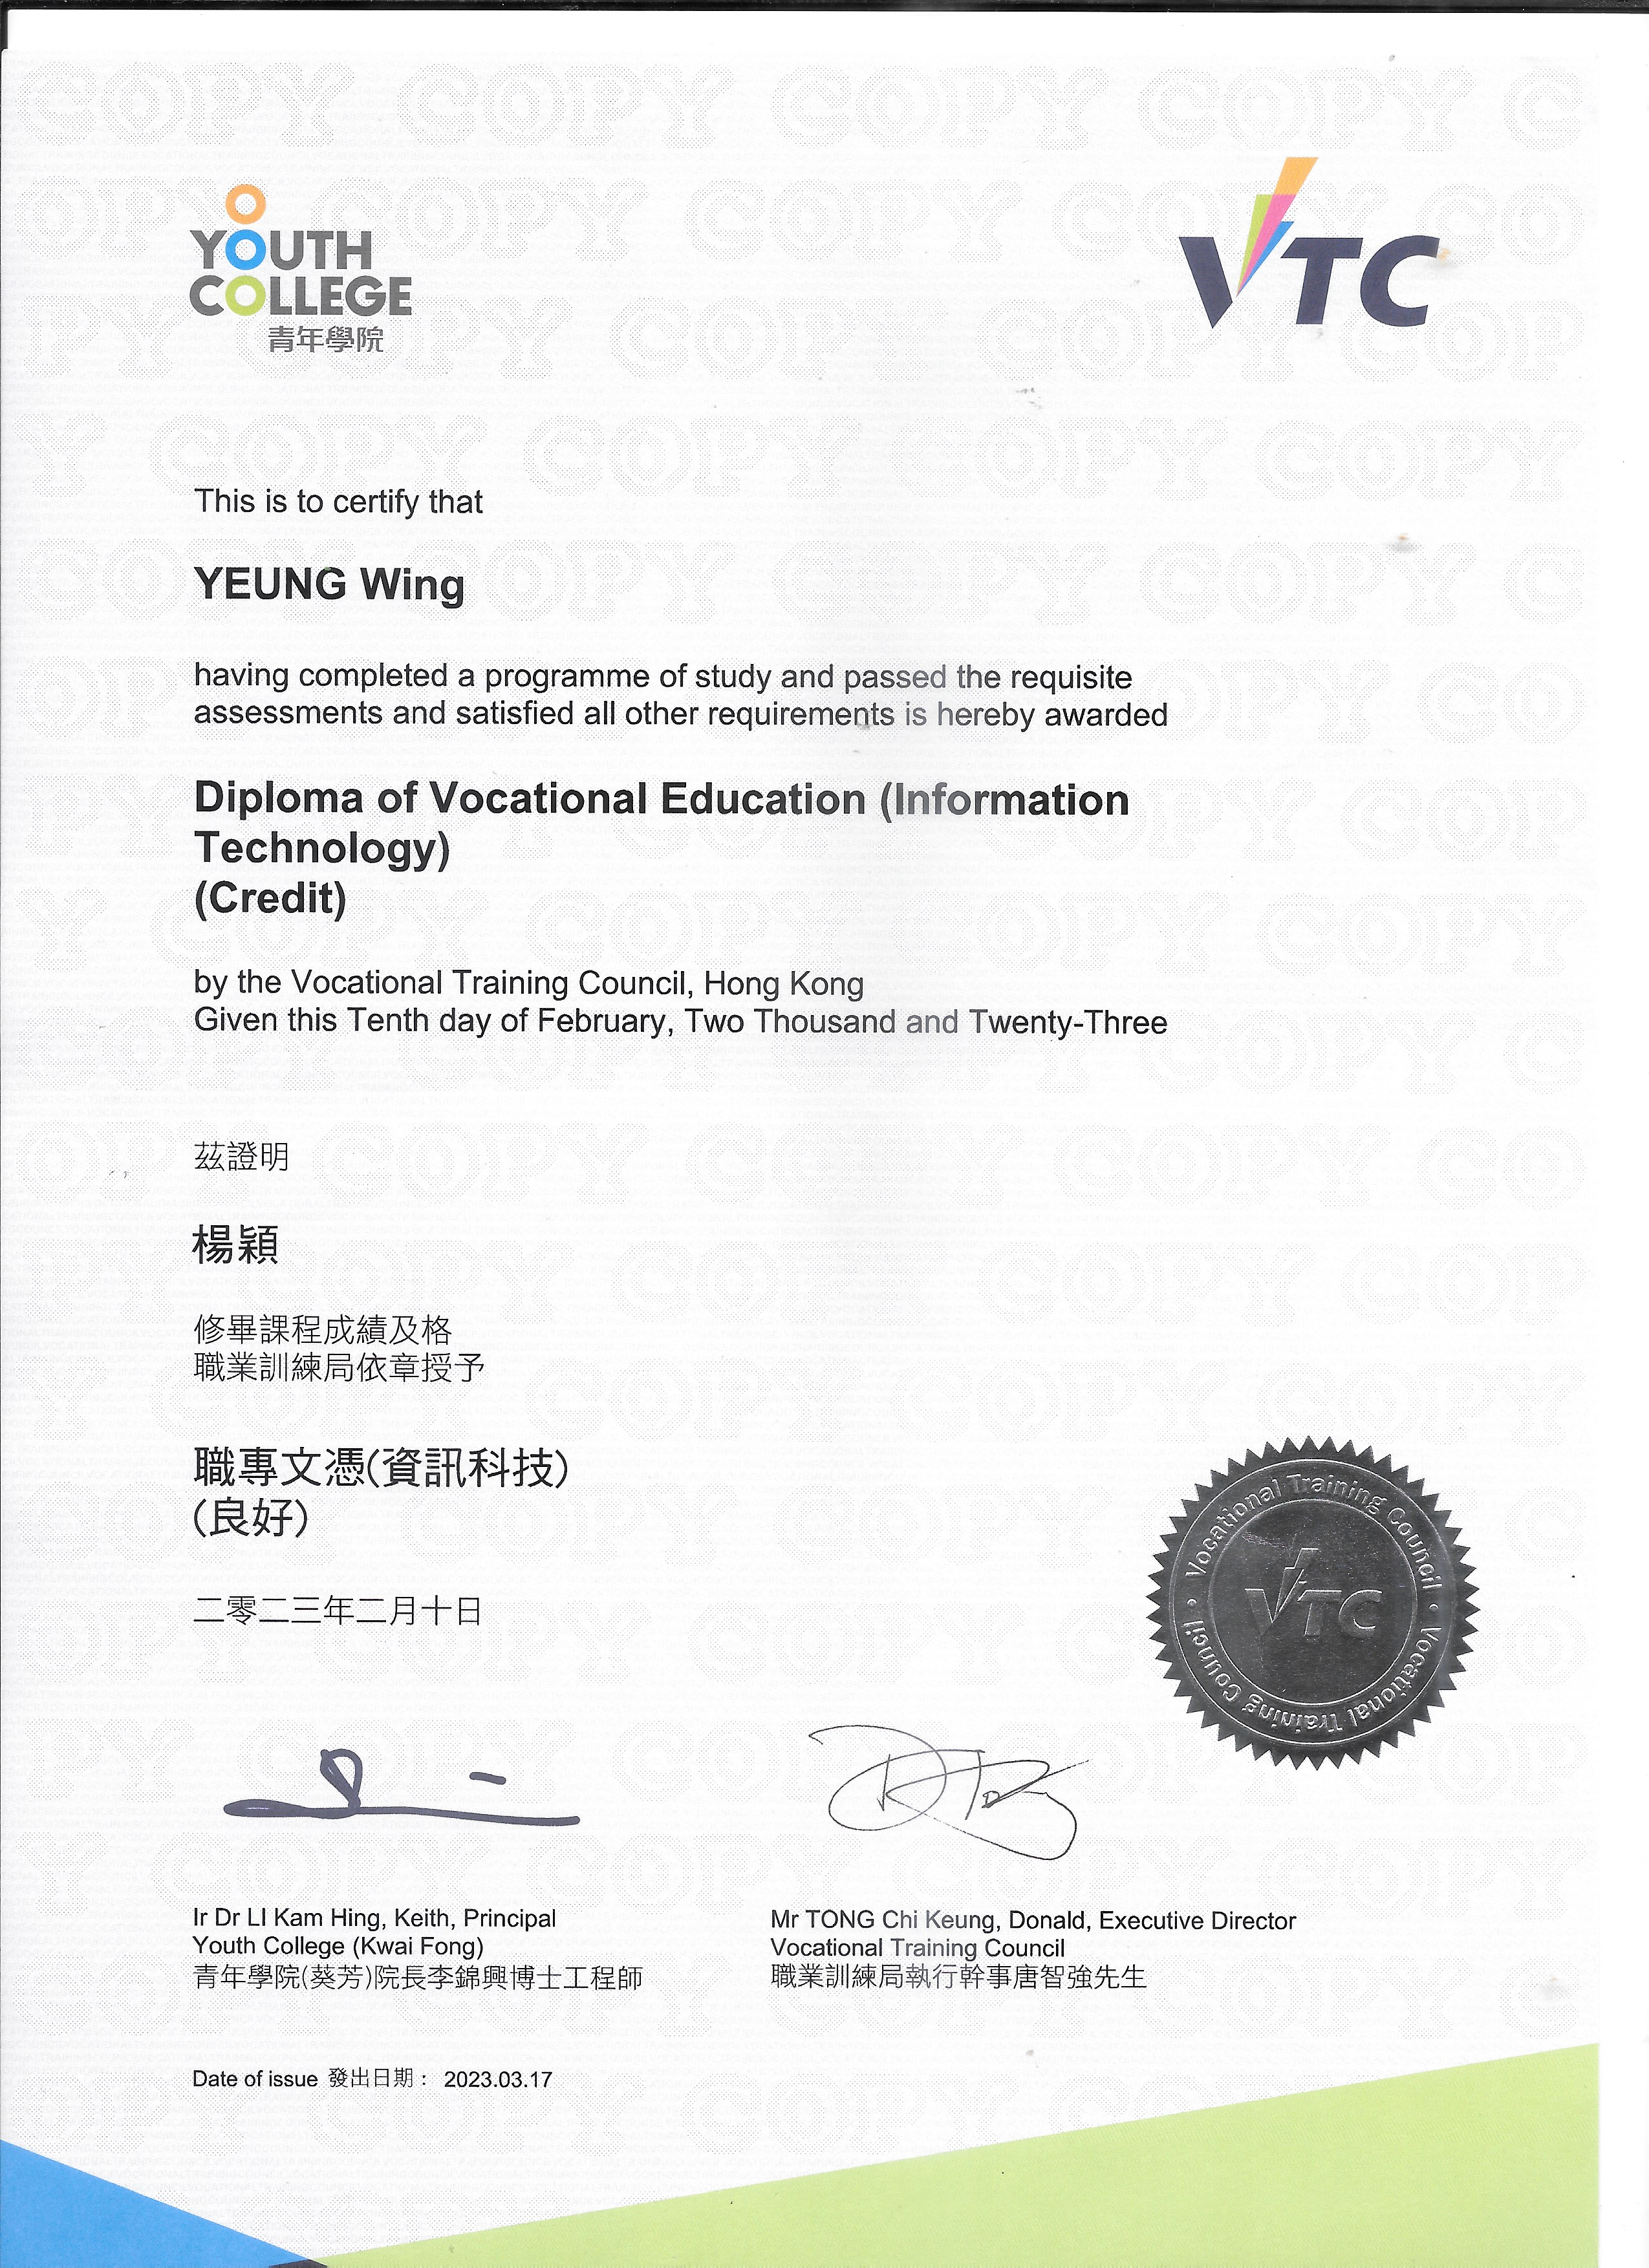 YOUTH
COLLEGE
青年學院
VTC
This is to certify that
YEUNG Wing
having completed a programme of study and passed the requisite
assessments and satisfied all other requirements is hereby awarded
Diploma of Vocational Education (Information
Technology)
(Credit)
by the Vocational Training Council, Hong Kong
Given this Tenth day of February, Two Thousand and Twenty-Three
茲證明
楊穎
修畢課程成績及格
職業訓練局依章授予
職專文憑(資訊科技)
(良好)
二零二三年二月十日
Vocational Training Council • Vocational Training Council •
VTC
Ir Dr LI Kam Hing, Keith, Principal
Youth College (Kwai Fong)
青年學院(葵芳)院長李錦興博士工程師
Mr TONG Chi Keung, Donald, Executive Director
Vocational Training Council
職業訓練局執行幹事唐智強先生
Date of issue 發出日期： 2023.03.17